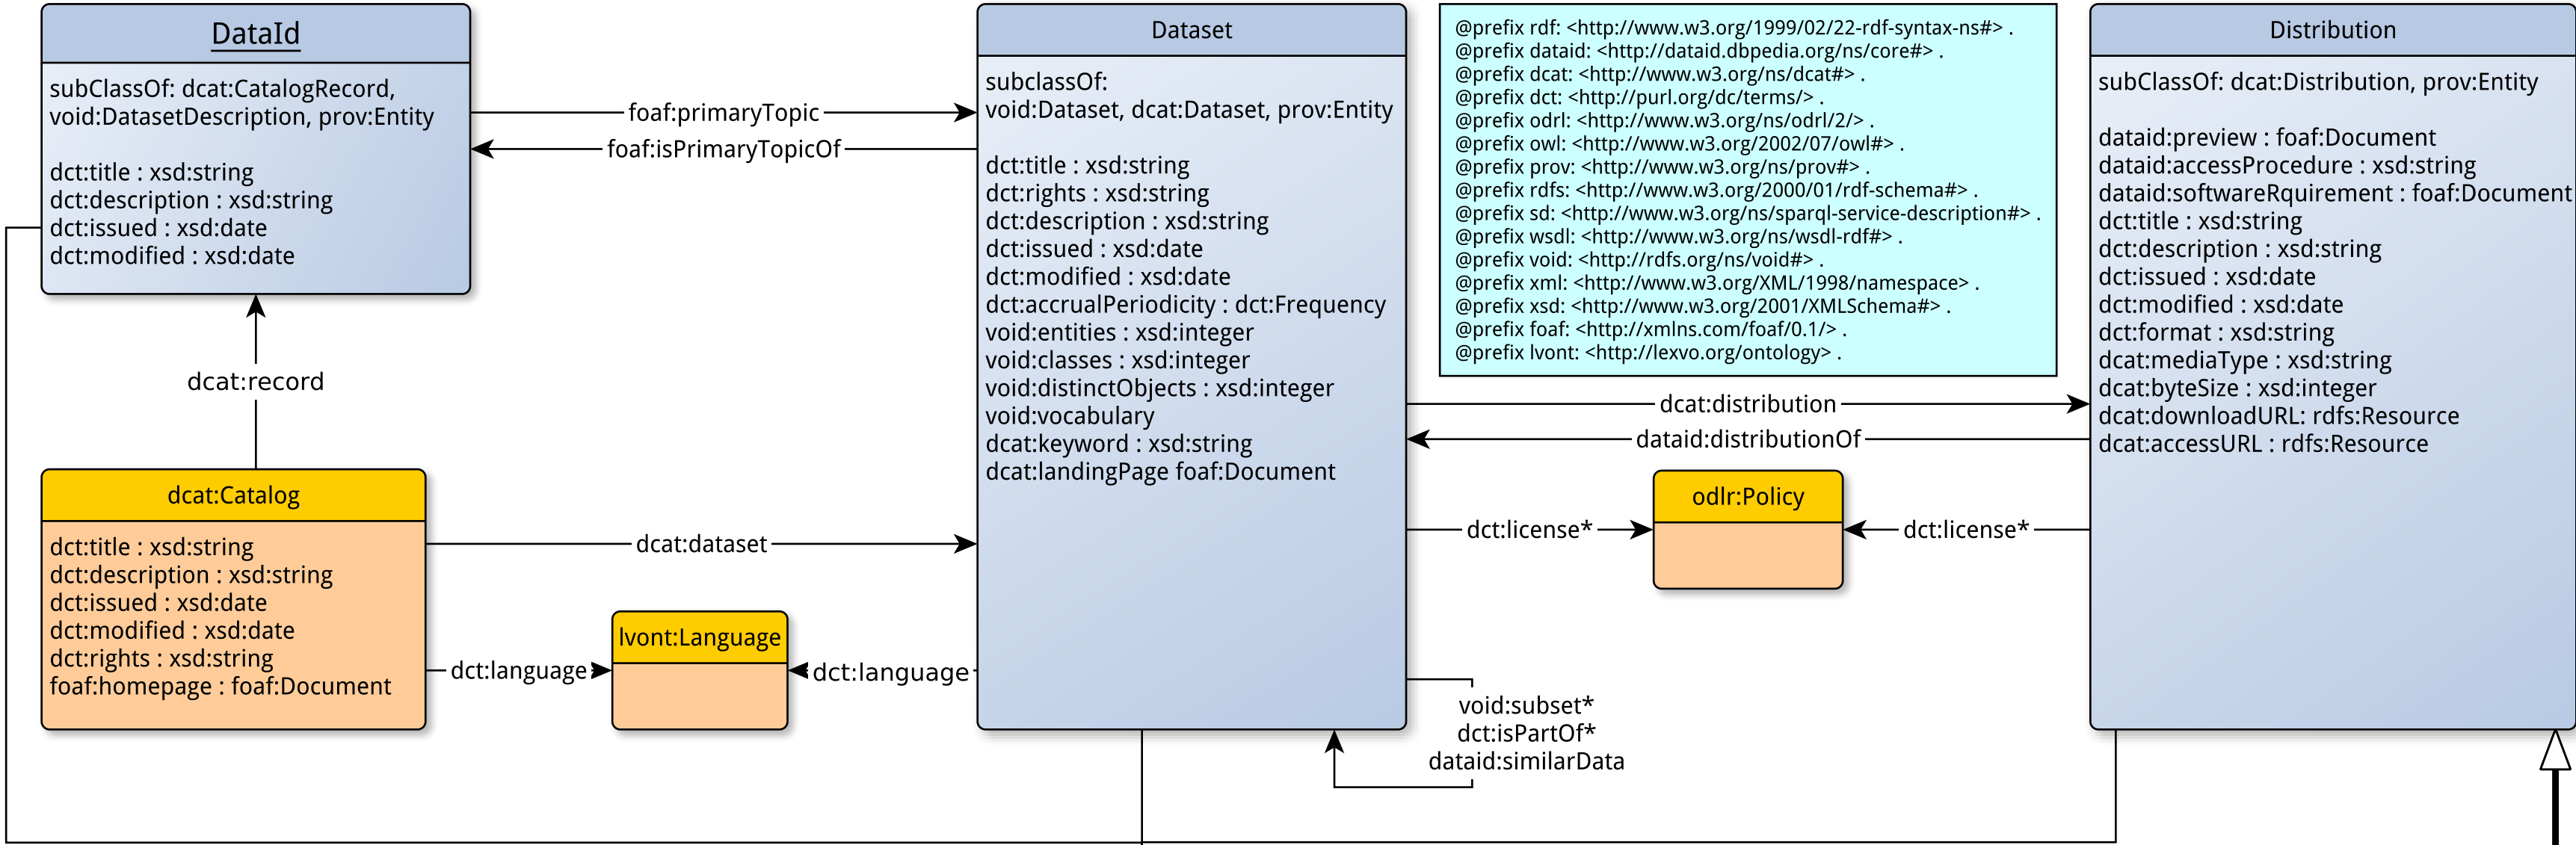 DataId
subClassOf: dcat:CatalogRecord,
void:DatasetDescription, prov:Entity
dct:title : xsd:string
dct:description : xsd:string
dct:issued : xsd:date
dct:modified : xsd:date
foaf:primaryTopic
foaf:isPrimaryTopicOf
dcat:record
dcat:Catalog
dct:title : xsd:string
dct:description : xsd:string
dct:issued : xsd:date
dct:modified : xsd:date
dct:rights : xsd:string
foaf:homepage : foaf:Document
dcat:dataset
dct:language
lvont:Language
dct:language
Dataset
subclassOf:
void:Dataset, dcat:Dataset, prov:Entity
dct:title : xsd:string
dct:rights : xsd:string
dct:description : xsd:string
dct:issued : xsd:date
dct:modified : xsd:date
dct:accrualPeriodicity : dct:Frequency
void:entities : xsd:integer
void:classes : xsd:integer
void:distinctObjects : xsd:integer
void:vocabulary
dcat:keyword : xsd:string
dcat:landingPage foaf:Document
@prefix rdf: <http://www.w3.org/1999/02/22-rdf-syntax-ns#> .
@prefix dataid: <http://dataid.dbpedia.org/ns/core#> .
@prefix dcat: <http://www.w3.org/ns/dcat#> .
@prefix dct: <http://purl.org/dc/terms/> .
@prefix odrl: <http://www.w3.org/ns/odrl/2/> .
@prefix owl: <http://www.w3.org/2002/07/owl#> .
@prefix prov: <http://www.w3.org/ns/prov#> .
@prefix rdfs: <http://www.w3.org/2000/01/rdf-schema#> .
@prefix sd: <http://www.w3.org/ns/sparql-service-description#> .
@prefix wsdl: <http://www.w3.org/ns/wsdl-rdf#> .
@prefix void: <http://rdfs.org/ns/void#> .
@prefix xml: <http://www.w3.org/XML/1998/namespace> .
@prefix xsd: <http://www.w3.org/2001/XMLSchema#> .
@prefix foaf: <http://xmlns.com/foaf/0.1/> .
@prefix lvont: <http://lexvo.org/ontology> .
dcat:distribution
dataid:distributionOf
dct:license*
odlr:Policy
dct:license*
void:subset*
dct:isPartOf*
dataid:similarData
Distribution
subClassOf: dcat:Distribution, prov:Entity
dataid:preview : foaf:Document
dataid:accessProcedure : xsd:string
dataid:softwareRquirement : foaf:Document
dct:title : xsd:string
dct:description : xsd:string
dct:issued : xsd:date
dct:modified : xsd:date
dct:format : xsd:string
dcat:mediaType : xsd:string
dcat:byteSize : xsd:integer
dcat:downloadURL: rdfs:Resource
dcat:accessURL : rdfs:Resource